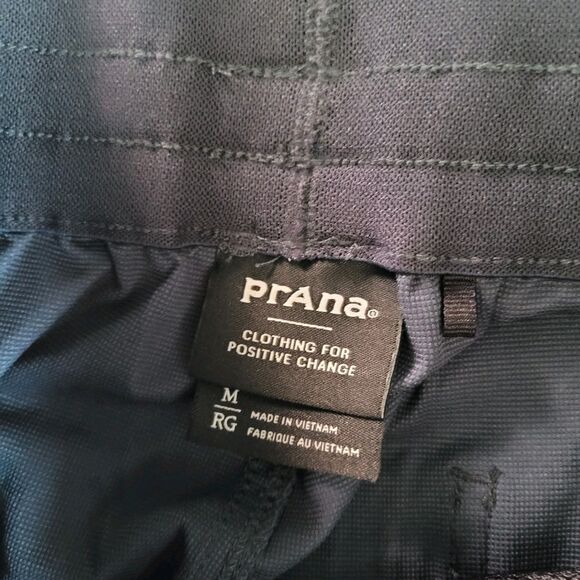 prAna®
CLOTHING FOR
POSITIVE CHANGE
M
RG
MADE IN VIETNAM
FABRIQUE AU VIETNAM